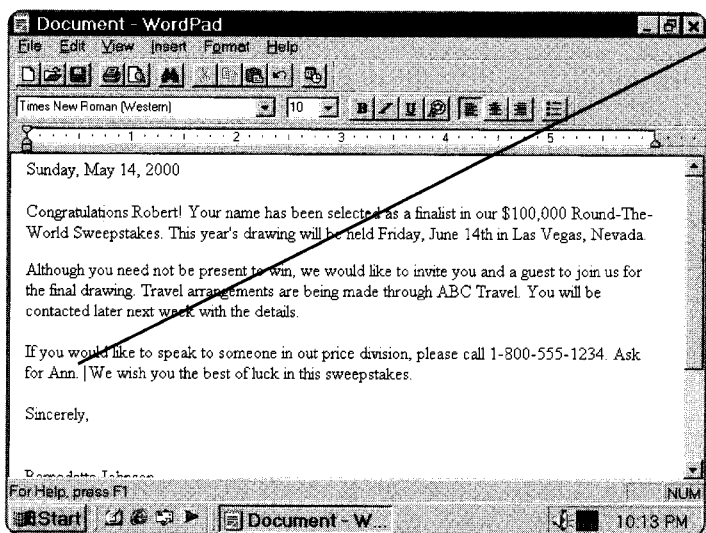 Document - WordPad
File Edit View Insert Format Help
Times New Roman (Western) 10 B / U
1 2 3 4 5
Sunday, May 14, 2000
Congratulations Robert! Your name has been selected as a finalist in our $100,000 Round-The-
World Sweepstakes. This year's drawing will be held Friday, June 14th in Las Vegas, Nevada.
Although you need not be present to win, we would like to invite you and a guest to join us for
the final drawing. Travel arrangements are being made through ABC Travel. You will be
contacted later next week with the details.
If you would like to speak to someone in out price division, please call 1-800-555-1234. Ask
for Ann. We wish you the best of luck in this sweepstakes.
Sincerely,
For Help, press F1 NUM
Start Document - W... 10:13 PM